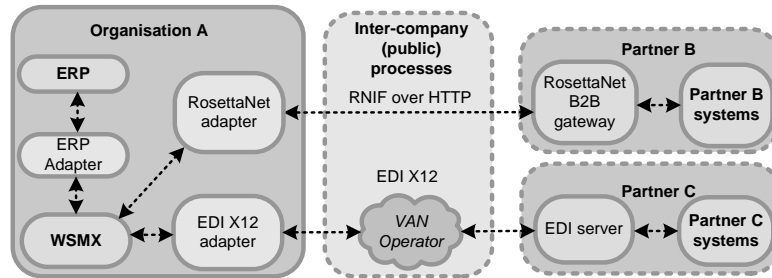 Organisation A
ERP
ERP
Adapter
WSMX
RosettaNet
adapter
EDI X12
adapter
Inter-company
(public)
processes
RNIF over HTTP
EDI X12
VAN
Operator
Partner B
RosettaNet
B2B
gateway
Partner B
systems
Partner C
EDI server
Partner C
systems